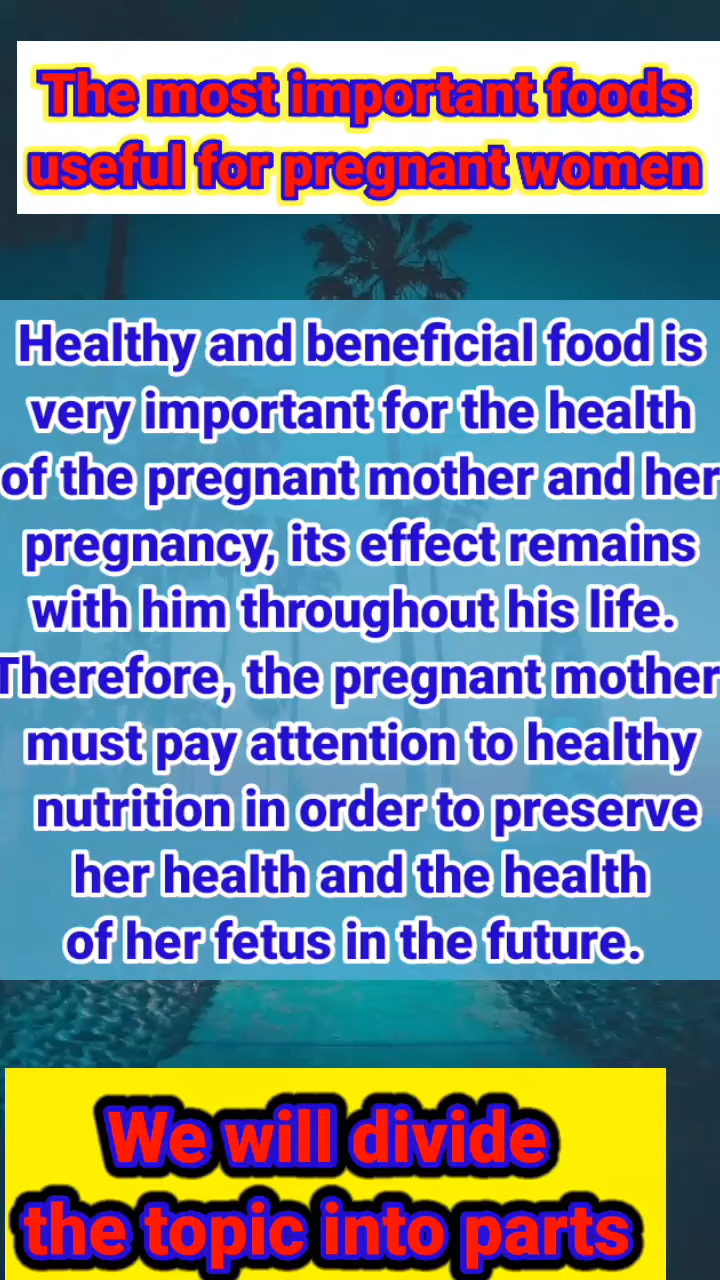 The most important foods
useful for pregnant women
Healthy and beneficial food is
very important for the health
of the pregnant mother and her
pregnancy, its effect remains
with him throughout his life.
Therefore, the pregnant mother
must pay attention to healthy
nutrition in order to preserve
her health and the health
of her fetus in the future.
We will divide
the topic into parts